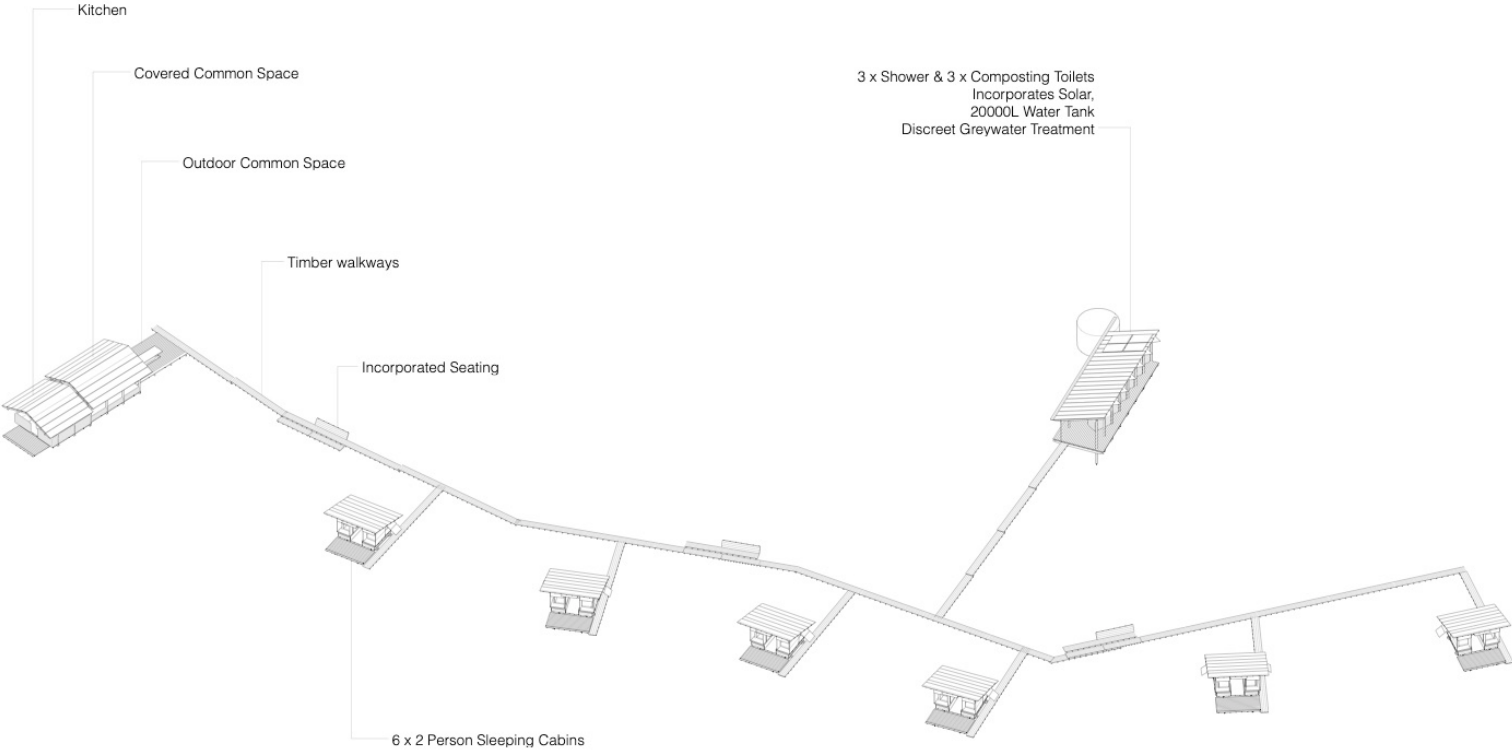 Kitchen
Covered Common Space
3 x Shower & 3 x Composting Toilets
Incorporates Solar,
20000L Water Tank
Discreet Greywater Treatment
Outdoor Common Space
Timber walkways
Incorporated Seating
6 x 2 Person Sleeping Cabins